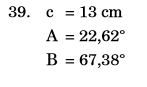 39. c = 13 cm
A = 22,62°
B = 67,38°